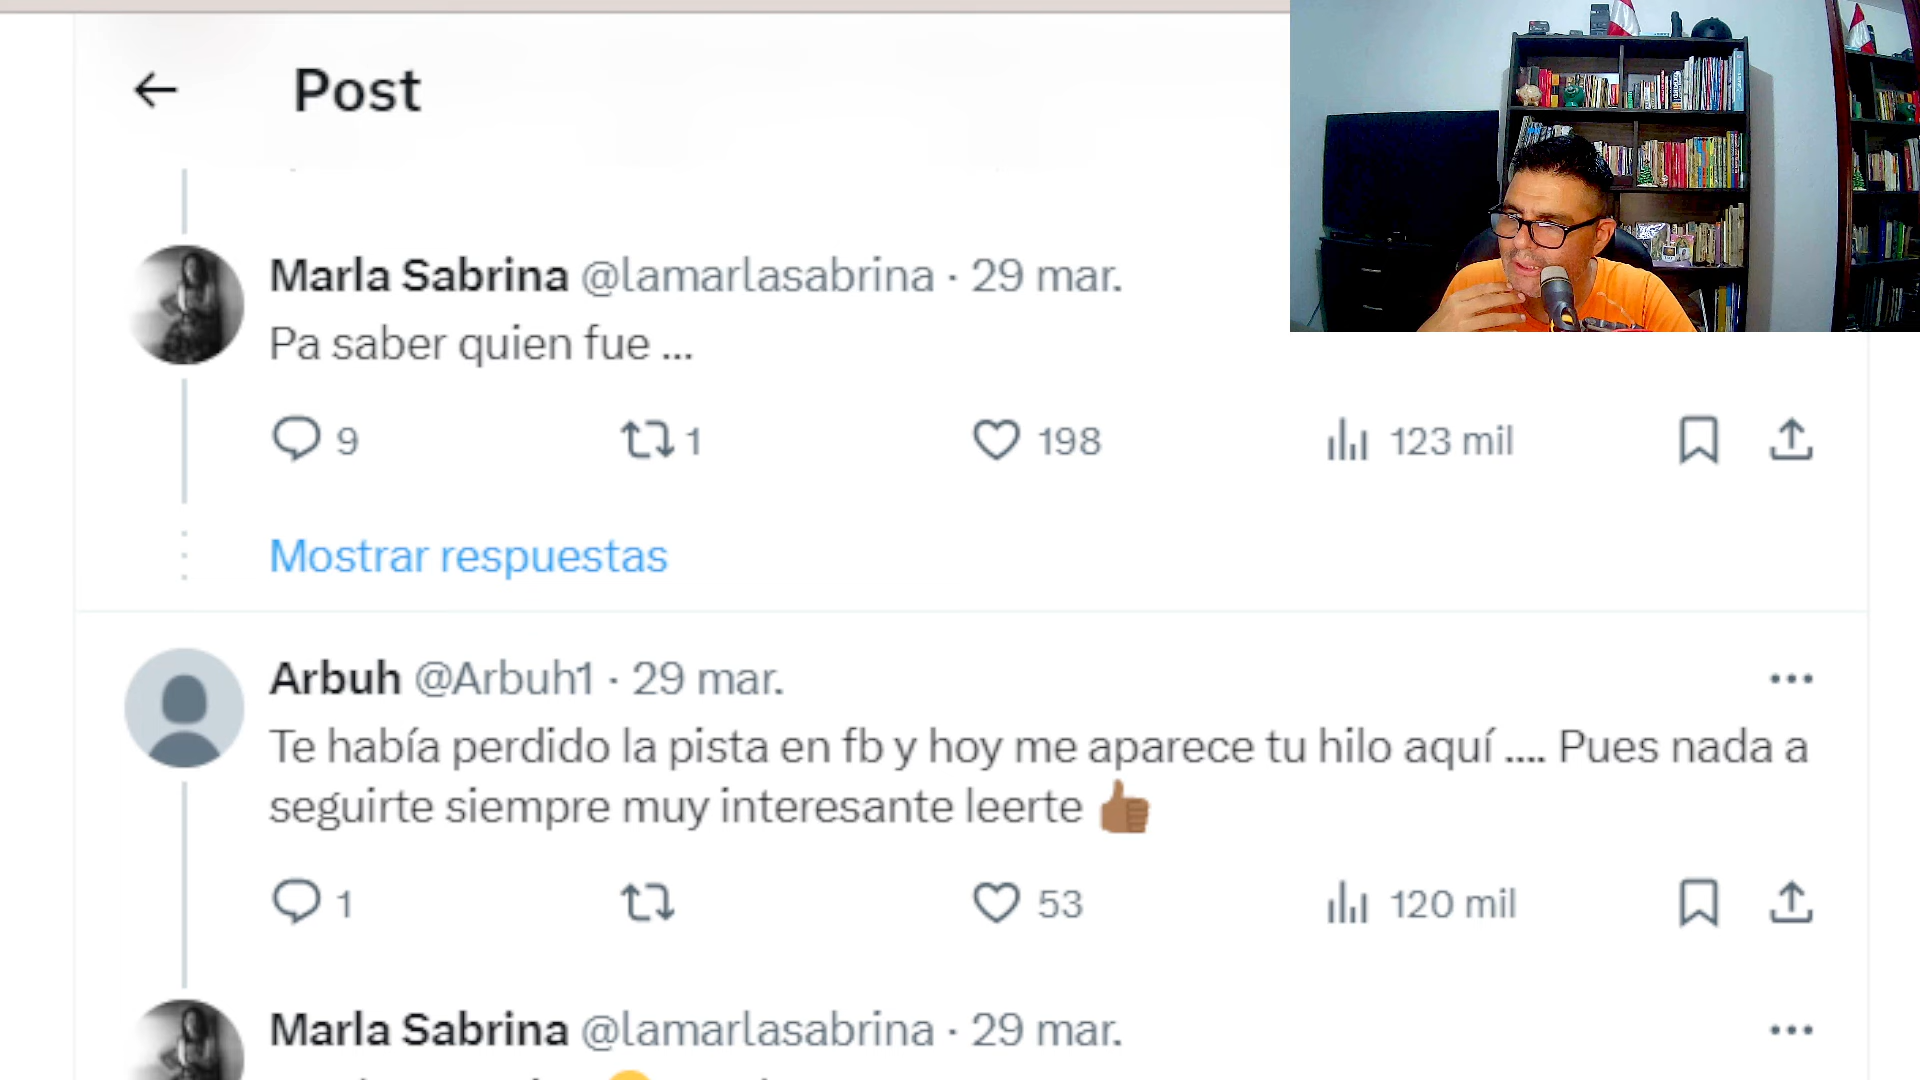 Post
Marla Sabrina @lamarlasabrina · 29 mar.
Pa saber quien fue ...
9 1 198 123 mil
Mostrar respuestas
Arbuh @Arbuh1 · 29 mar.
Te había perdido la pista en fb y hoy me aparece tu hilo aquí .... Pues nada a
seguirte siempre muy interesante leerte 👍🏾
1 53 120 mil
Marla Sabrina @lamarlasabrina · 29 mar.